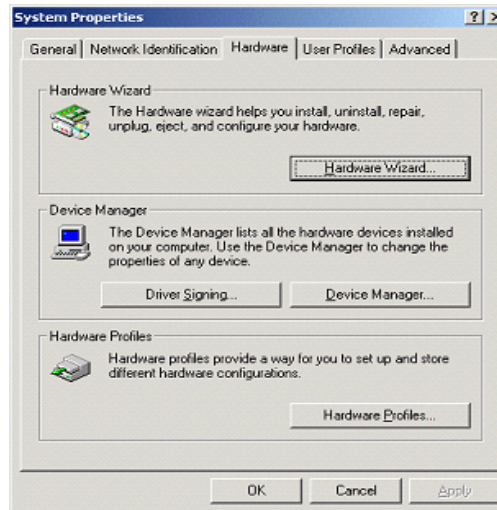 System Properties
General Network Identification Hardware User Profiles Advanced
Hardware Wizard
The Hardware wizard helps you install, uninstall, repair,
unplug, eject, and configure your hardware.
Hardware Wizard...
Device Manager
The Device Manager lists all the hardware devices installed
on your computer. Use the Device Manager to change the
properties of any device.
Driver Signing... Device Manager...
Hardware Profiles
Hardware profiles provide a way for you to set up and store
different hardware configurations.
Hardware Profiles...
OK Cancel Apply